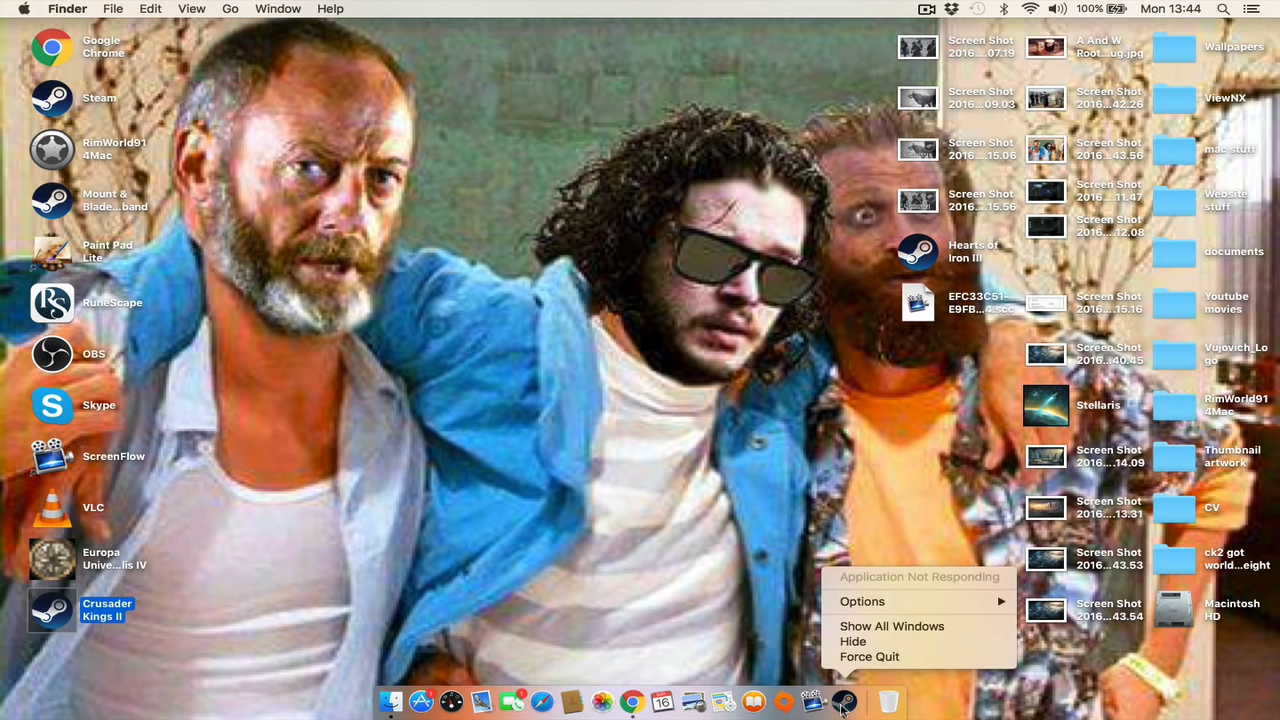 Finder File Edit View Go Window Help
100% Mon 13:44
Google
Chrome
Steam
RimWorld91
4Mac
Mount &
Blade...band
Paint Pad
Lite
RuneScape
OBS
Skype
ScreenFlow
VLC
Europa
Unive...lis IV
Crusader
Kings II
Screen Shot
2016....07.19
Screen Shot
2016....09.03
Screen Shot
2016....15.06
Screen Shot
2016....15.56
Hearts of
Iron III
EFC33C51-
E9FB...4.scc
A And W
Root...ug.jpg
Screen Shot
2016....42.26
Screen Shot
2016....43.56
Screen Shot
2016....11.47
Screen Shot
2016....12.08
Screen Shot
2016....15.16
Screen Shot
2016....40.45
Stellaris
Screen Shot
2016....14.09
Screen Shot
2016....13.31
Screen Shot
2016....43.53
Screen Shot
2016....43.54
Wallpapers
ViewNX
mac stuff
Website
stuff
documents
Youtube
movies
Vujovich_Lo
go
RimWorld91
4Mac
Thumbnail
artwork
CV
ck2 got
world...eight
Macintosh
HD
Application Not Responding
Options
Show All Windows
Hide
Force Quit
16